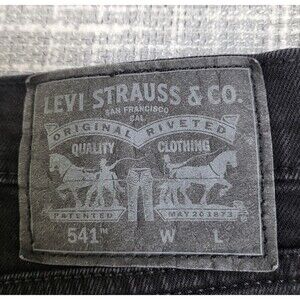 LEVI STRAUSS & CO.
SAN FRANCISCO
CAL
ORIGINAL RIVETED
QUALITY CLOTHING
PATENTED MAY 20 1873
541™ W L